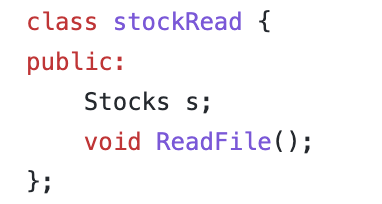 class stockRead {
public:
    Stocks s;
    void ReadFile();
};